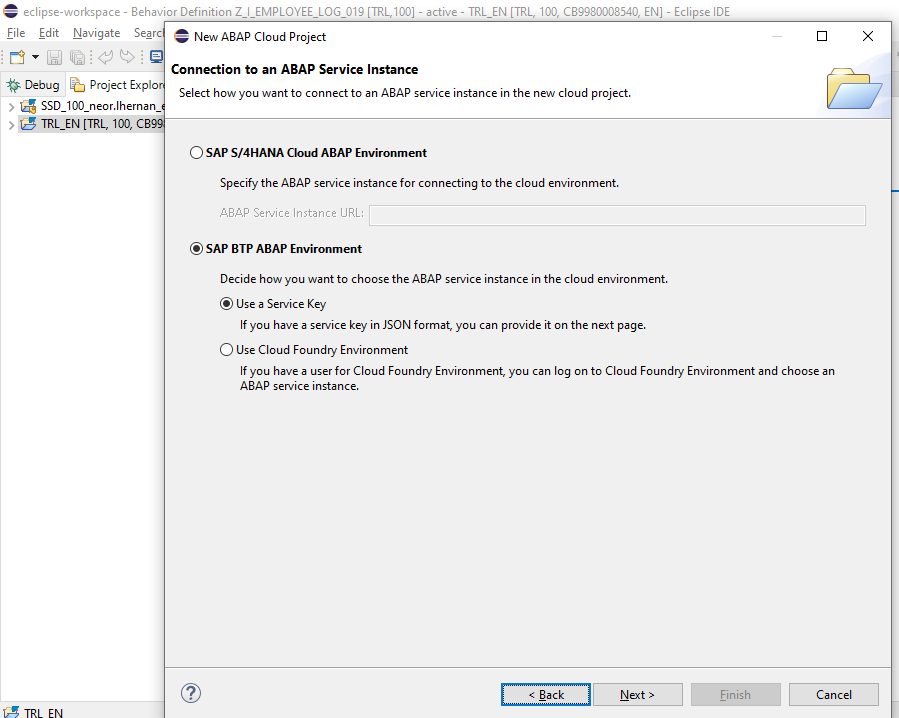 eclipse-workspace - Behavior Definition Z_I_EMPLOYEE_LOG_019 [TRL,100] - active - TRL_EN [TRL, 100, CB9980008540, EN] - Eclipse IDE
File Edit Navigate Search
New ABAP Cloud Project
Debug Project Explore
SSD_100_neor.lhernan_e
TRL_EN [TRL, 100, CB998
Connection to an ABAP Service Instance
Select how you want to connect to an ABAP service instance in the new cloud project.
SAP S/4HANA Cloud ABAP Environment
Specify the ABAP service instance for connecting to the cloud environment.
ABAP Service Instance URL:
SAP BTP ABAP Environment
Decide how you want to choose the ABAP service instance in the cloud environment.
Use a Service Key
If you have a service key in JSON format, you can provide it on the next page.
Use Cloud Foundry Environment
If you have a user for Cloud Foundry Environment, you can log on to Cloud Foundry Environment and choose an
ABAP service instance.
?
< Back Next > Finish Cancel
TRL_EN